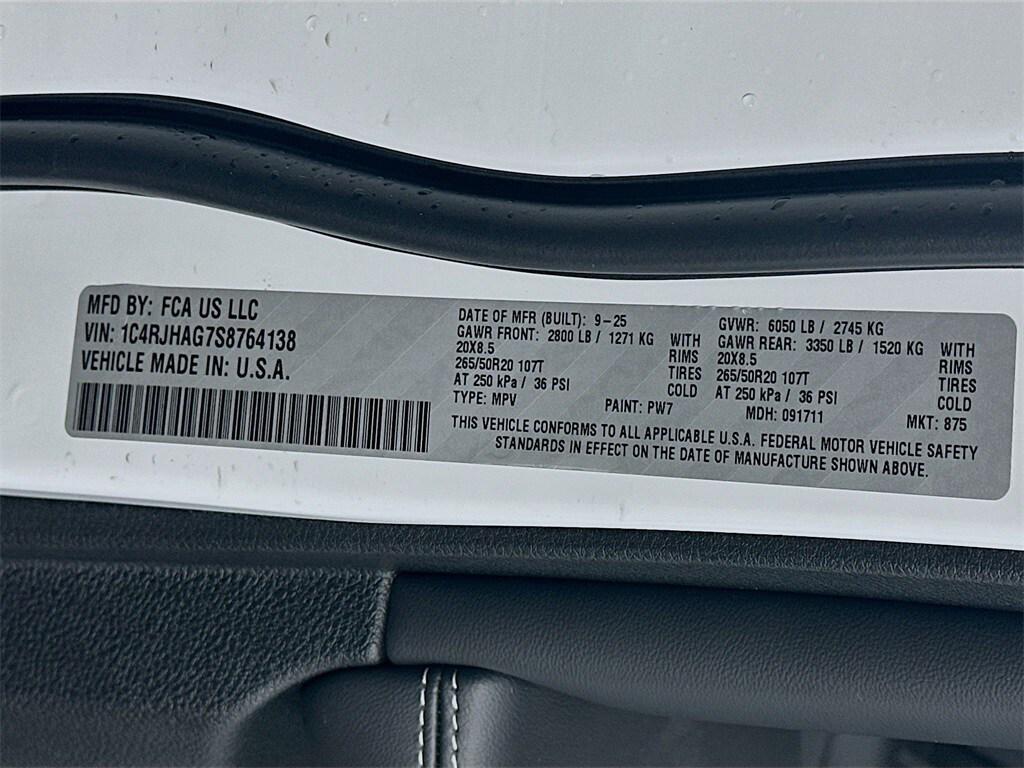 MFD BY: FCA US LLC
VIN: 1C4RJHAG7S8764138
VEHICLE MADE IN: U.S.A.
DATE OF MFR (BUILT): 9-25
GAWR FRONT: 2800 LB / 1271 KG WITH
20X8.5 RIMS
265/50R20 107T TIRES
AT 250 kPa / 36 PSI COLD
TYPE: MPV PAINT: PW7
GVWR: 6050 LB / 2745 KG
GAWR REAR: 3350 LB / 1520 KG WITH
20X8.5 RIMS
265/50R20 107T TIRES
AT 250 kPa / 36 PSI COLD
MDH: 091711 MKT: 875
THIS VEHICLE CONFORMS TO ALL APPLICABLE U.S.A. FEDERAL MOTOR VEHICLE SAFETY
STANDARDS IN EFFECT ON THE DATE OF MANUFACTURE SHOWN ABOVE.